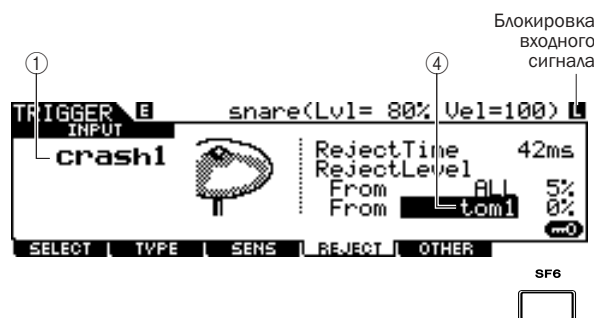 Блокировка
входного
сигнала
① ④
TRIGGER E snare(Lvl= 80% Vel=100) L
INPUT
crash1
RejectTime 42ms
RejectLevel
From ALL 5%
From tom1 0%
SELECT TYPE SENS REJECT OTHER
SF6